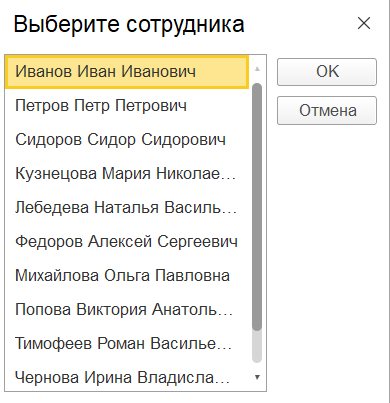 Выберите сотрудника
Иванов Иван Иванович
OK
Петров Петр Петрович
Отмена
Сидоров Сидор Сидорович
Кузнецова Мария Николае…
Лебедева Наталья Василь…
Федоров Алексей Сергеевич
Михайлова Ольга Павловна
Попова Виктория Анатоль…
Тимофеев Роман Василье…
Чернова Ирина Владисла…